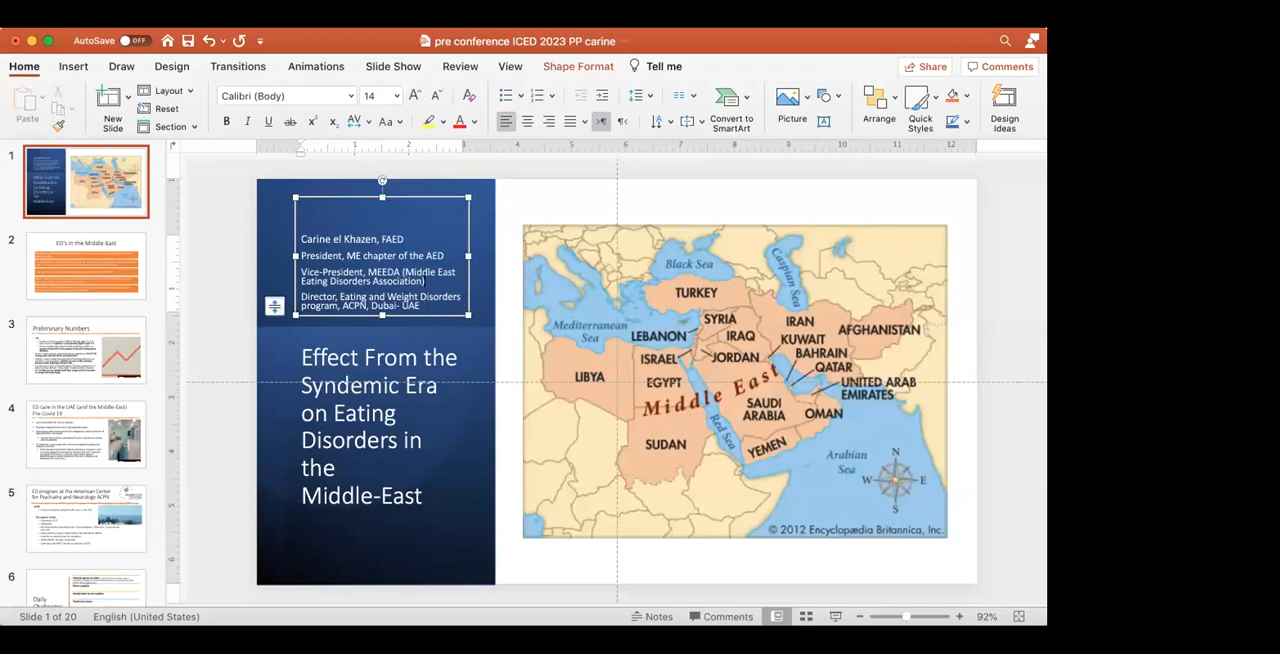 AutoSave OFF
pre conference ICED 2023 PP carine
Home Insert Draw Design Transitions Animations Slide Show Review View Shape Format Tell me Share Comments
Paste
New
Slide
Layout
Reset
Section
Calibri (Body) 14
Convert to
SmartArt
Picture
Arrange
Quick
Styles
Design
Ideas
1
2
ED's in the Middle-East
3
Preliminary Numbers
4
ED care in the UAE (and the Middle-East)
Pre-Covid 19
5
ED program at the American Center
for Psychiatry and Neurology ACPN
6
Daily
Carine el Khazen, FAED
President, ME chapter of the AED
Vice-President, MEEDA (Middle East
Eating Disorders Association)
Director, Eating and Weight Disorders
program, ACPN, Dubai- UAE
Effect From the
Syndemic Era
on Eating
Disorders in
the
Middle-East
Black Sea
Caspian Sea
TURKEY
Mediterranean
Sea
SYRIA
LEBANON
IRAQ
IRAN
AFGHANISTAN
KUWAIT
ISRAEL
JORDAN
BAHRAIN
QATAR
LIBYA
EGYPT
UNITED ARAB
EMIRATES
Middle East
SAUDI
ARABIA
OMAN
Red Sea
SUDAN
YEMEN
Arabian
Sea
N
W E
S
© 2012 Encyclopædia Britannica, Inc.
Slide 1 of 20 English (United States) Notes Comments 92%